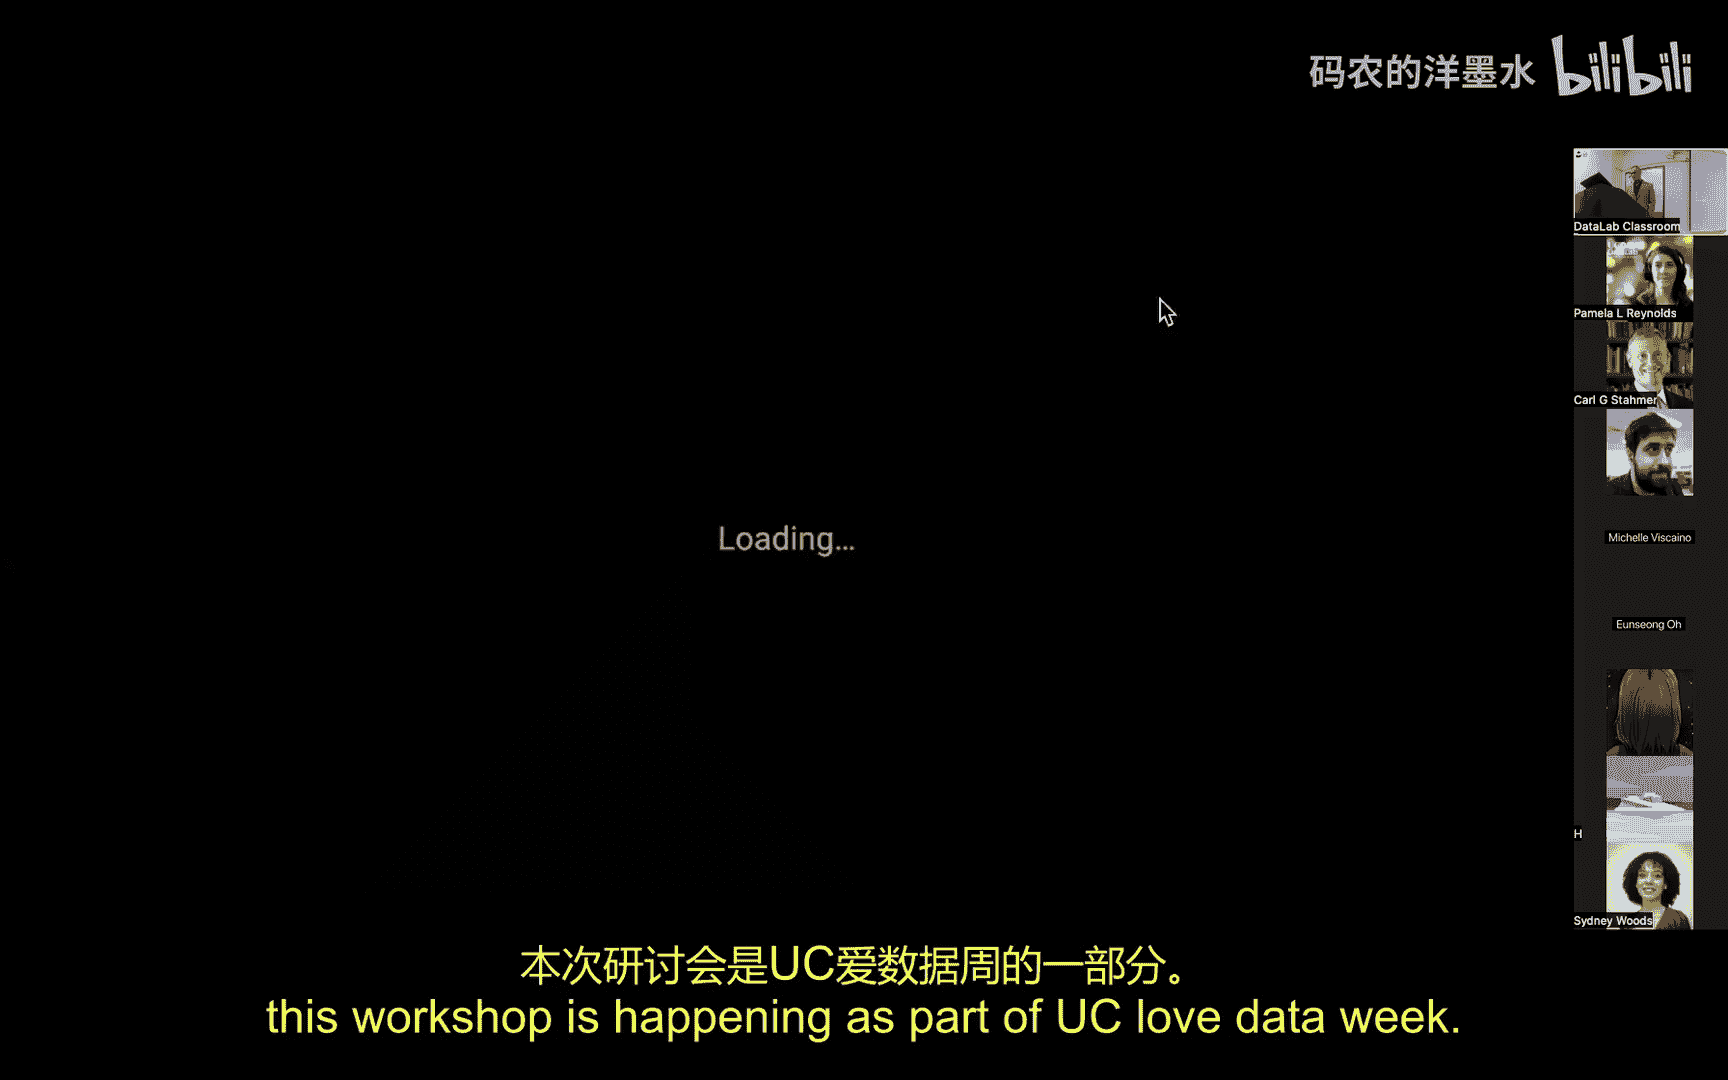 码农的洋墨水 bilibili
DataLab Classroom
Pamela L Reynolds
Carl G Stahmer
Loading...
Michelle Viscaino
Eunseong Oh
H
Sydney Woods
本次研讨会是UC爱数据周的一部分。
this workshop is happening as part of UC love data week.